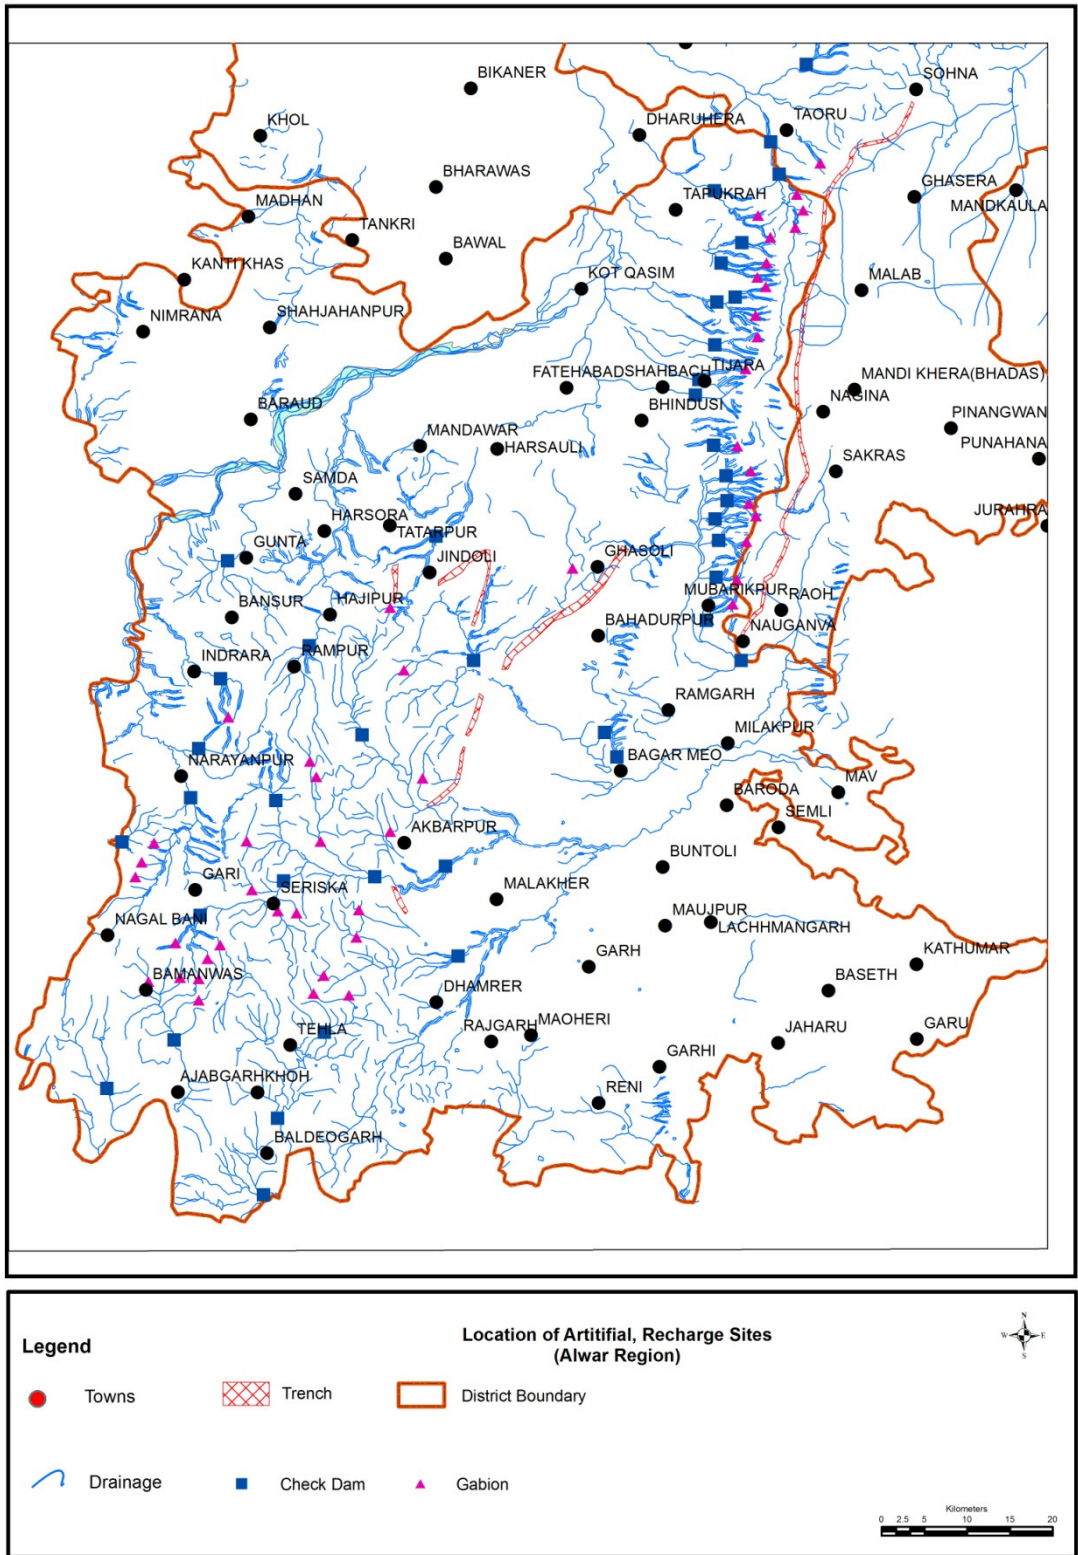 BIKANER
SOHNA
KHOL
DHARUHERA
TAORU
BHARAWAS
MADHAN
TAPUKRAH
GHASERA
MANDKAULA
TANKRI
BAWAL
KANTI KHAS
KOT QASIM
MALAB
NIMRANA
SHAHJAHANPUR
FATEHABAD
SHAHBACH
TIJARA
MANDI KHERA(BHADAS)
NAGINA
BARAUD
BHINDUSI
PINANGWAN
MANDAWAR
HARSAULI
PUNAHANA
SAKRAS
SAMDA
JURAHRA
HARSORA
TATARPUR
GUNTA
JINDOLI
GHASOLI
BANSUR
HAJIPUR
MUBARIKPUR
RAOH
BAHADURPUR
NAUGANVA
INDRARA
RAMPUR
RAMGARH
MILAKPUR
NARAYANPUR
BAGAR MEO
MAV
BARODA
SEMLI
AKBARPUR
BUNTOLI
GARI
SERISKA
MALAKHER
NAGAL BANI
MAUJPUR
LACHHMANGARH
GARH
KATHUMAR
BAMANWAS
BASETH
DHAMRER
TEHLA
RAJGARH
MAOHERI
JAHARU
GARU
GARHI
AJABGARH
KHOH
RENI
BALDEOGARH
Legend
Location of Artitifial, Recharge Sites
(Alwar Region)
N
W E
S
Towns
Trench
District Boundary
Drainage
Check Dam
Gabion
Kilometers
0 2.5 5 10 15 20